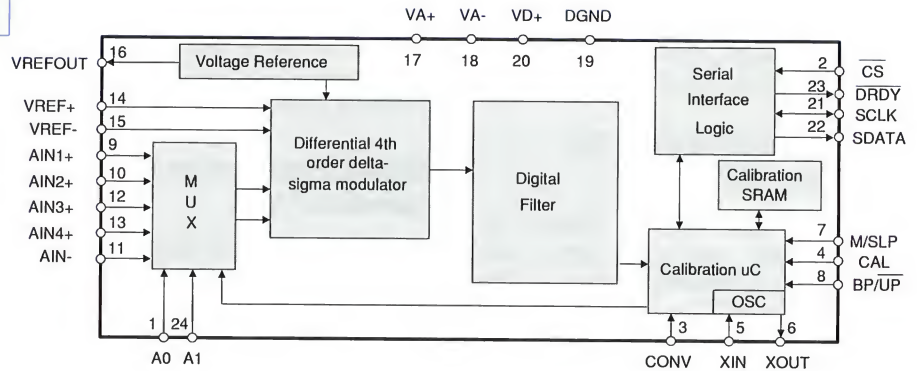 VA+ VA- VD+ DGND
17 18 20 19
VREFOUT 16 Voltage Reference
VREF+ 14
VREF- 15
AIN1+ 9
AIN2+ 10
AIN3+ 12
AIN4+ 13
AIN- 11
M
U
X
Differential 4th
order delta-
sigma modulator
Digital
Filter
Serial
Interface
Logic
2 CS
23 DRDY
21 SCLK
22 SDATA
Calibration
SRAM
Calibration uC
OSC
7 M/SLP
4 CAL
8 BP/UP
1 24 3 5 6
A0 A1 CONV XIN XOUT